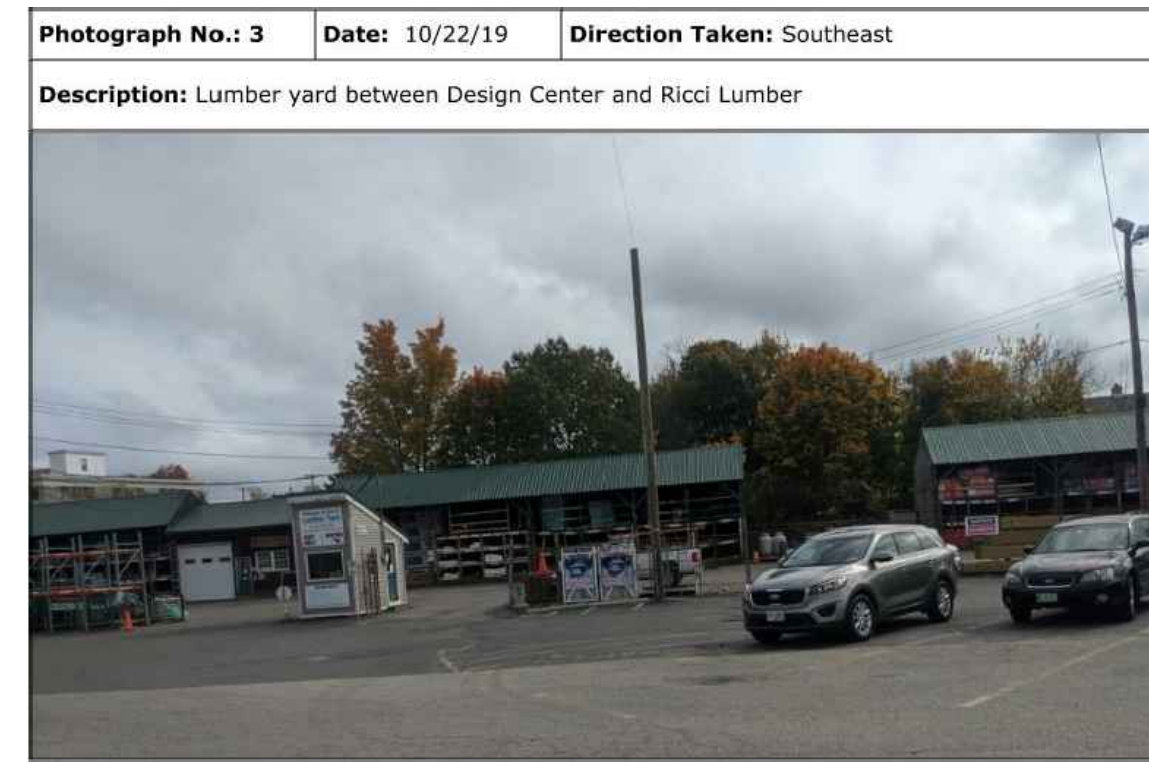 Photograph No.: 3 Date: 10/22/19 Direction Taken: Southeast
Description: Lumber yard between Design Center and Ricci Lumber